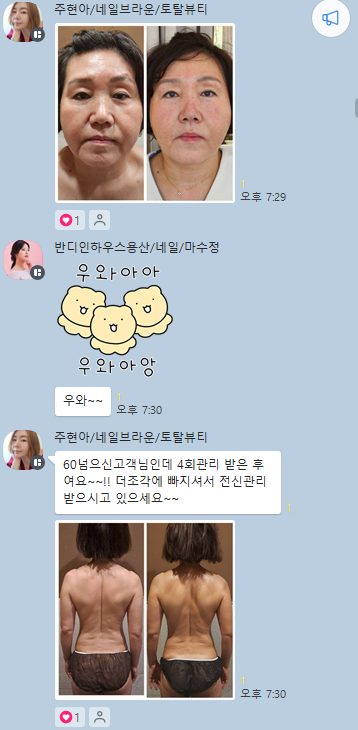 주현아/네일브라운/토탈뷰티
1
오후 7:29
1
반디인하우스용산/네일/마수정
우와아아
우와아앙
우와~~
1
오후 7:30
주현아/네일브라운/토탈뷰티
60넘으신고객님인데 4회관리 받은 후
여요~~!! 더조각에 빠지셔서 전신관리
받으시고 있으세요~~
1
1
오후 7:30
1